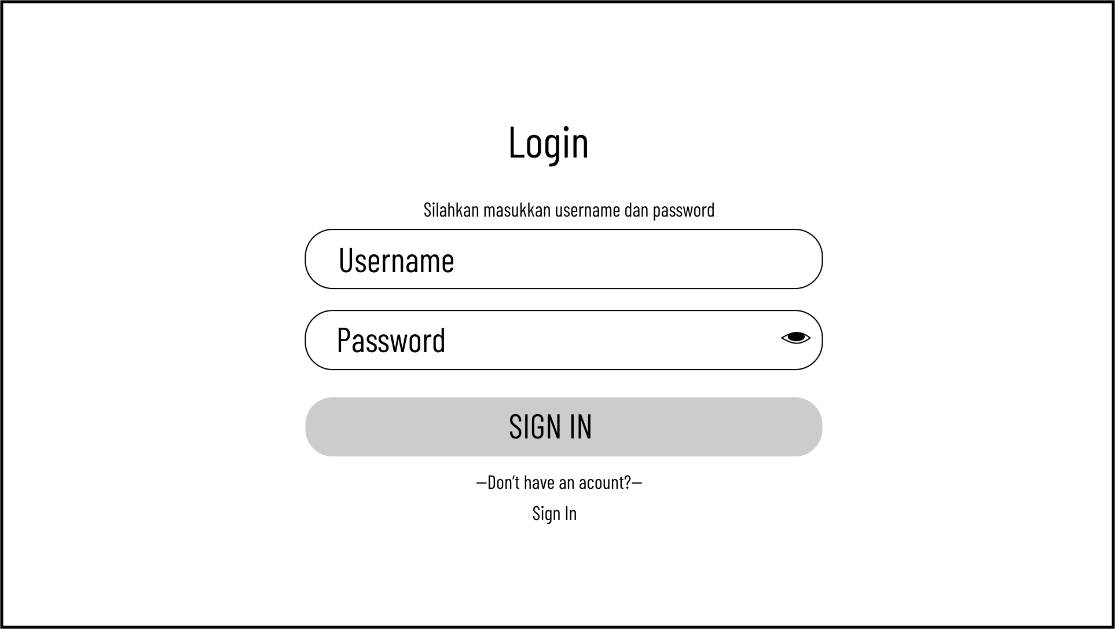 Login
Silahkan masukkan username dan password
Username
Password
SIGN IN
—Don't have an acount?—
Sign In